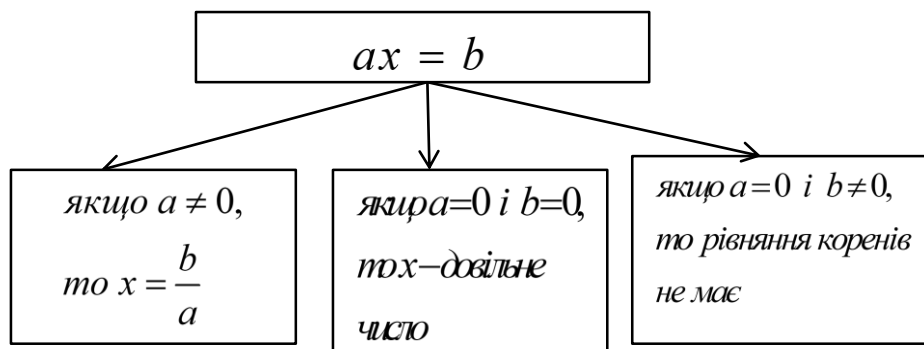 ax = b
якщо a ≠ 0,
то x = b/a
якщо a=0 і b=0,
то x–довільне
число
якщо a = 0 і b ≠ 0,
то рівняння коренів
не має